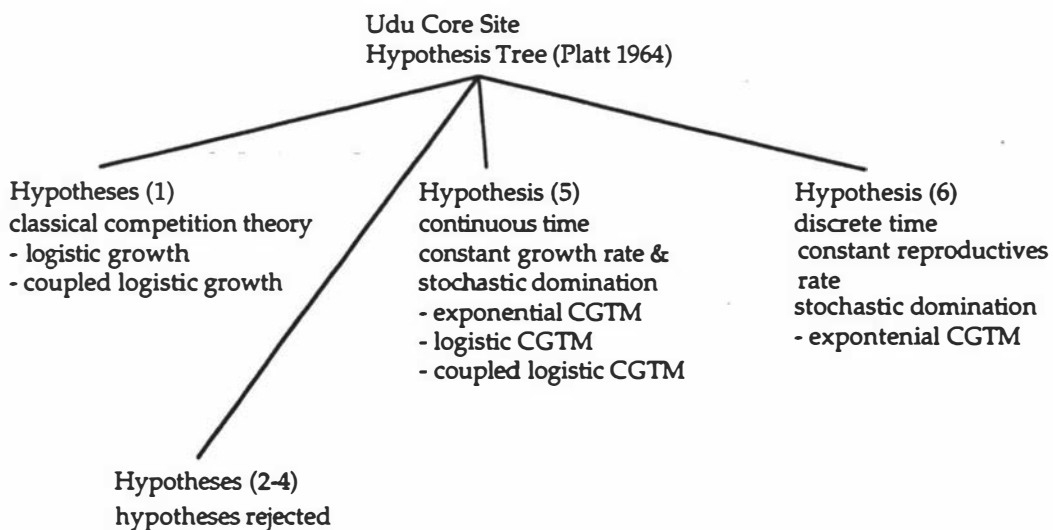 Udu Core Site
Hypothesis Tree (Platt 1964)
Hypotheses (1)
classical competition theory
- logistic growth
- coupled logistic growth
Hypothesis (5)
continuous time
constant growth rate &
stochastic domination
- exponential CGTM
- logistic CGTM
- coupled logistic CGTM
Hypothesis (6)
discrete time
constant reproductives
rate
stochastic domination
- expontenial CGTM
Hypotheses (2-4)
hypotheses rejected